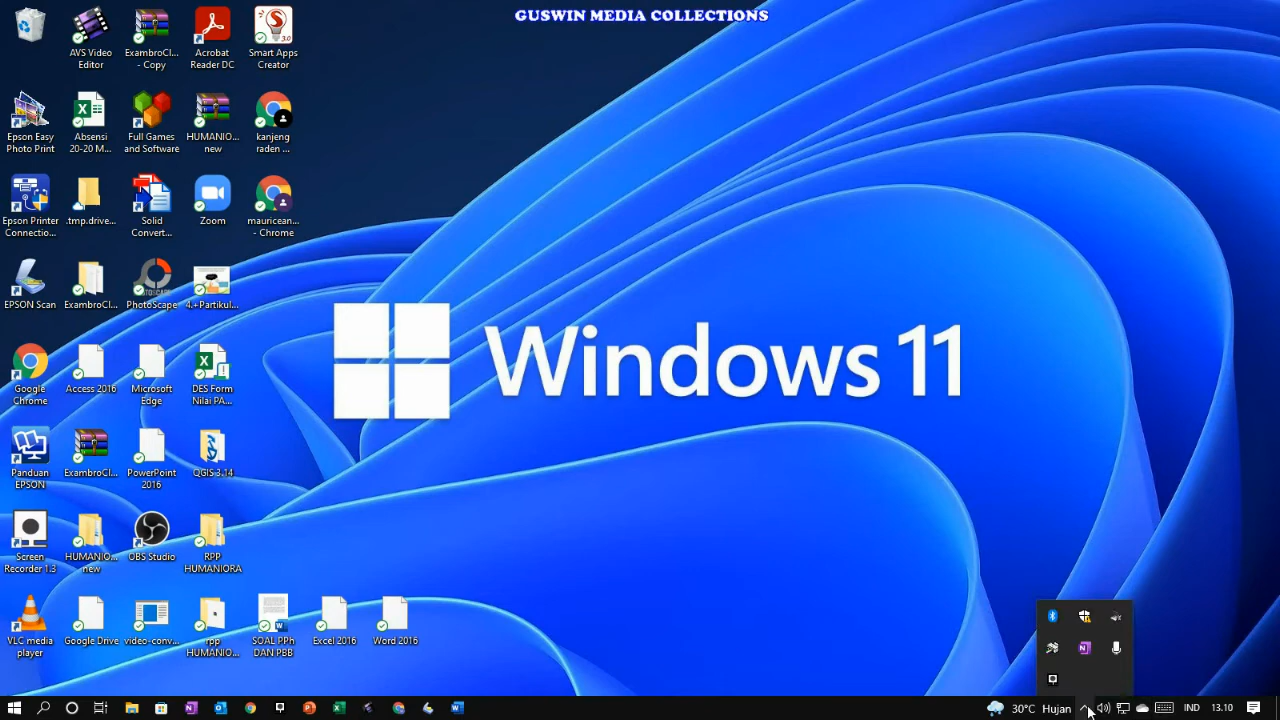 GUSWIN MEDIA COLLECTIONS
AVS Video
Editor
ExambroCl...
- Copy
Acrobat
Reader DC
Smart Apps
Creator
3.0
Epson Easy
Photo Print
Absensi
20-20 M...
Full Games
and Software
HUMANIO...
new
kanjeng
raden ...
Epson Printer
Connectio...
.tmp.drive...
Solid
Convert...
Zoom
mauricean...
- Chrome
EPSON Scan
ExambroCl...
PhotoScape
4.+Partikul...
Google
Chrome
Access 2016
Microsoft
Edge
DES Form
Nilai PA...
Windows 11
Panduan
EPSON
ExambroCl...
PowerPoint
2016
QGIS 3.14
Screen
Recorder 1.3
HUMANIO...
new
OBS Studio
RPP
HUMANIORA
VLC media
player
Google Drive
video-conv...
rpp
HUMANIO...
SOAL PPh
DAN PBB
Excel 2016
Word 2016
30°C Hujan
IND
13.10